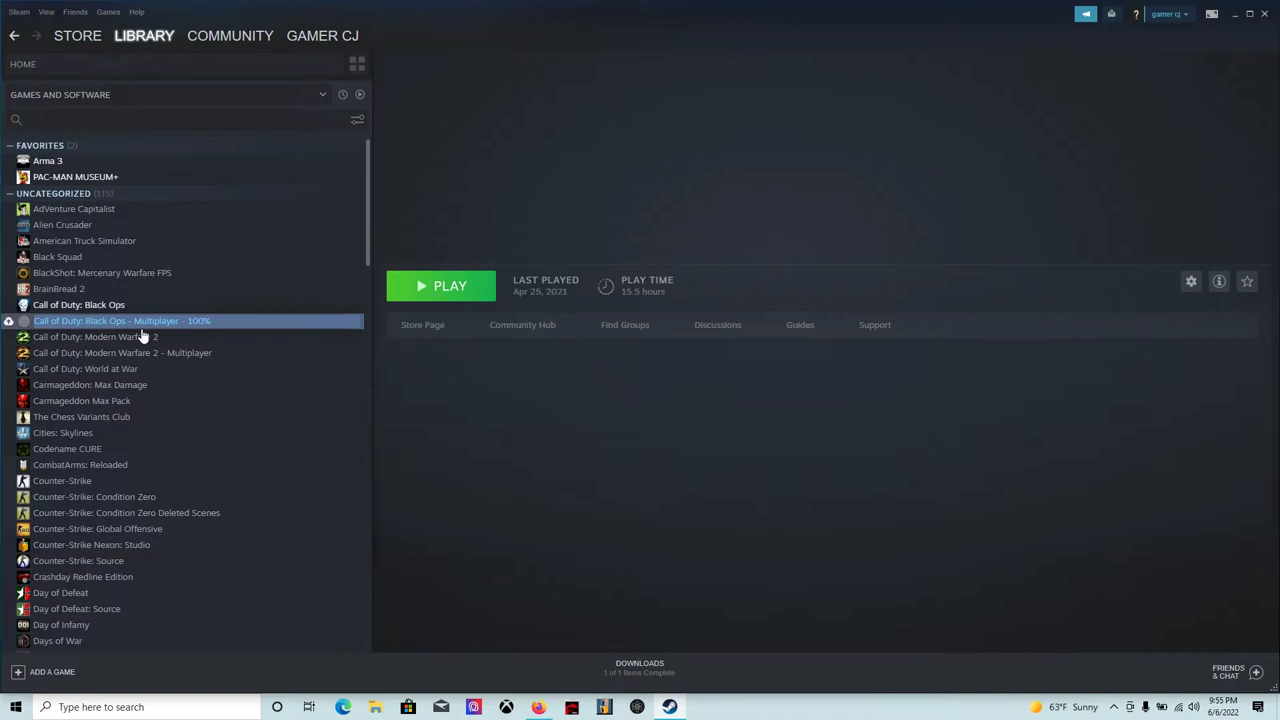 Steam View Friends Games Help
gamer cj
STORE LIBRARY COMMUNITY GAMER CJ
HOME
GAMES AND SOFTWARE
FAVORITES (2)
Arma 3
PAC-MAN MUSEUM+
UNCATEGORIZED (115)
AdVenture Capitalist
Alien Crusader
American Truck Simulator
Black Squad
BlackShot: Mercenary Warfare FPS
BrainBread 2
Call of Duty: Black Ops
Call of Duty: Black Ops - Multiplayer - 100%
Call of Duty: Modern Warfare 2
Call of Duty: Modern Warfare 2 - Multiplayer
Call of Duty: World at War
Carmageddon: Max Damage
Carmageddon Max Pack
The Chess Variants Club
Cities: Skylines
Codename CURE
CombatArms: Reloaded
Counter-Strike
Counter-Strike: Condition Zero
Counter-Strike: Condition Zero Deleted Scenes
Counter-Strike: Global Offensive
Counter-Strike Nexon: Studio
Counter-Strike: Source
Crashday Redline Edition
Day of Defeat
Day of Defeat: Source
Day of Infamy
Days of War
PLAY
LAST PLAYED
Apr 25, 2021
PLAY TIME
15.5 hours
Store Page Community Hub Find Groups Discussions Guides Support
ADD A GAME
DOWNLOADS
1 of 1 Items Complete
FRIENDS
& CHAT
Type here to search
63°F Sunny
9:55 PM
6/6/2022